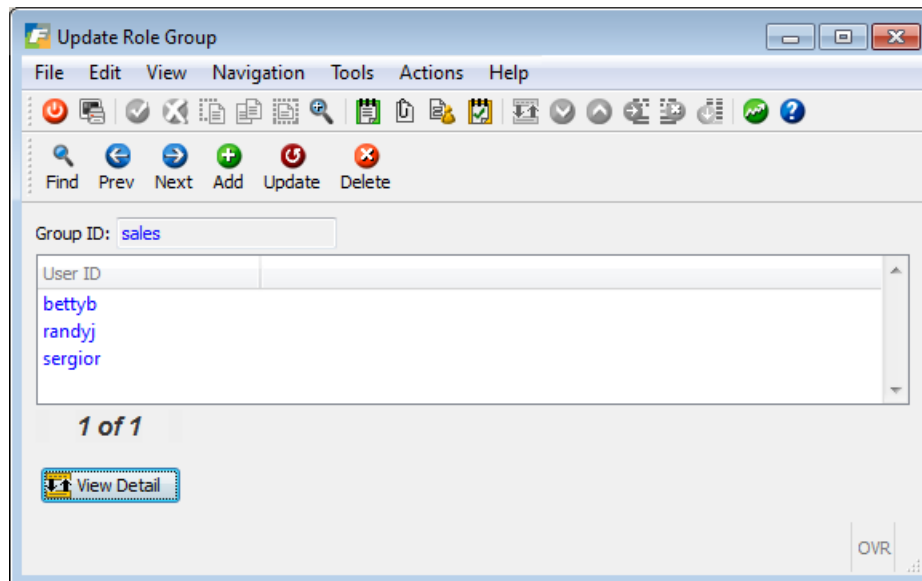 Update Role Group
File Edit View Navigation Tools Actions Help
Find Prev Next Add Update Delete
Group ID: sales
User ID
bettyb
randyj
sergior
1 of 1
View Detail
OVR